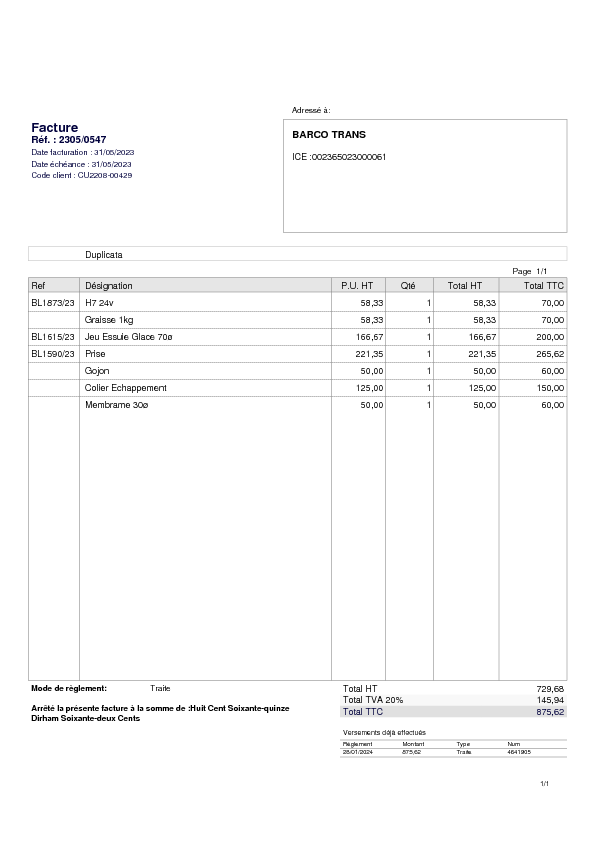 Adressé à:
Facture
Réf. : 2305/0547
Date facturation : 31/05/2023
Date échéance : 31/05/2023
Code client : CU2208-00429
BARCO TRANS
ICE :002365023000061
Duplicata
Page 1/1
Ref Désignation P.U. HT Qté Total HT Total TTC
BL1873/23 H7 24v 58,33 1 58,33 70,00
Graisse 1kg 58,33 1 58,33 70,00
BL1615/23 Jeu Essuie Glace 70ø 166,67 1 166,67 200,00
BL1590/23 Prise 221,35 1 221,35 265,62
Gojon 50,00 1 50,00 60,00
Colier Echappement 125,00 1 125,00 150,00
Membrame 30ø 50,00 1 50,00 60,00
Mode de règlement: Traite
Total HT 729,68
Total TVA 20% 145,94
Total TTC 875,62
Arrêté la présente facture à la somme de :Huit Cent Soixante-quinze
Dirham Soixante-deux Cents
Versements déjà effectués
Règlement Montant Type Num
28/01/2024 875,62 Traite 4641905
1/1